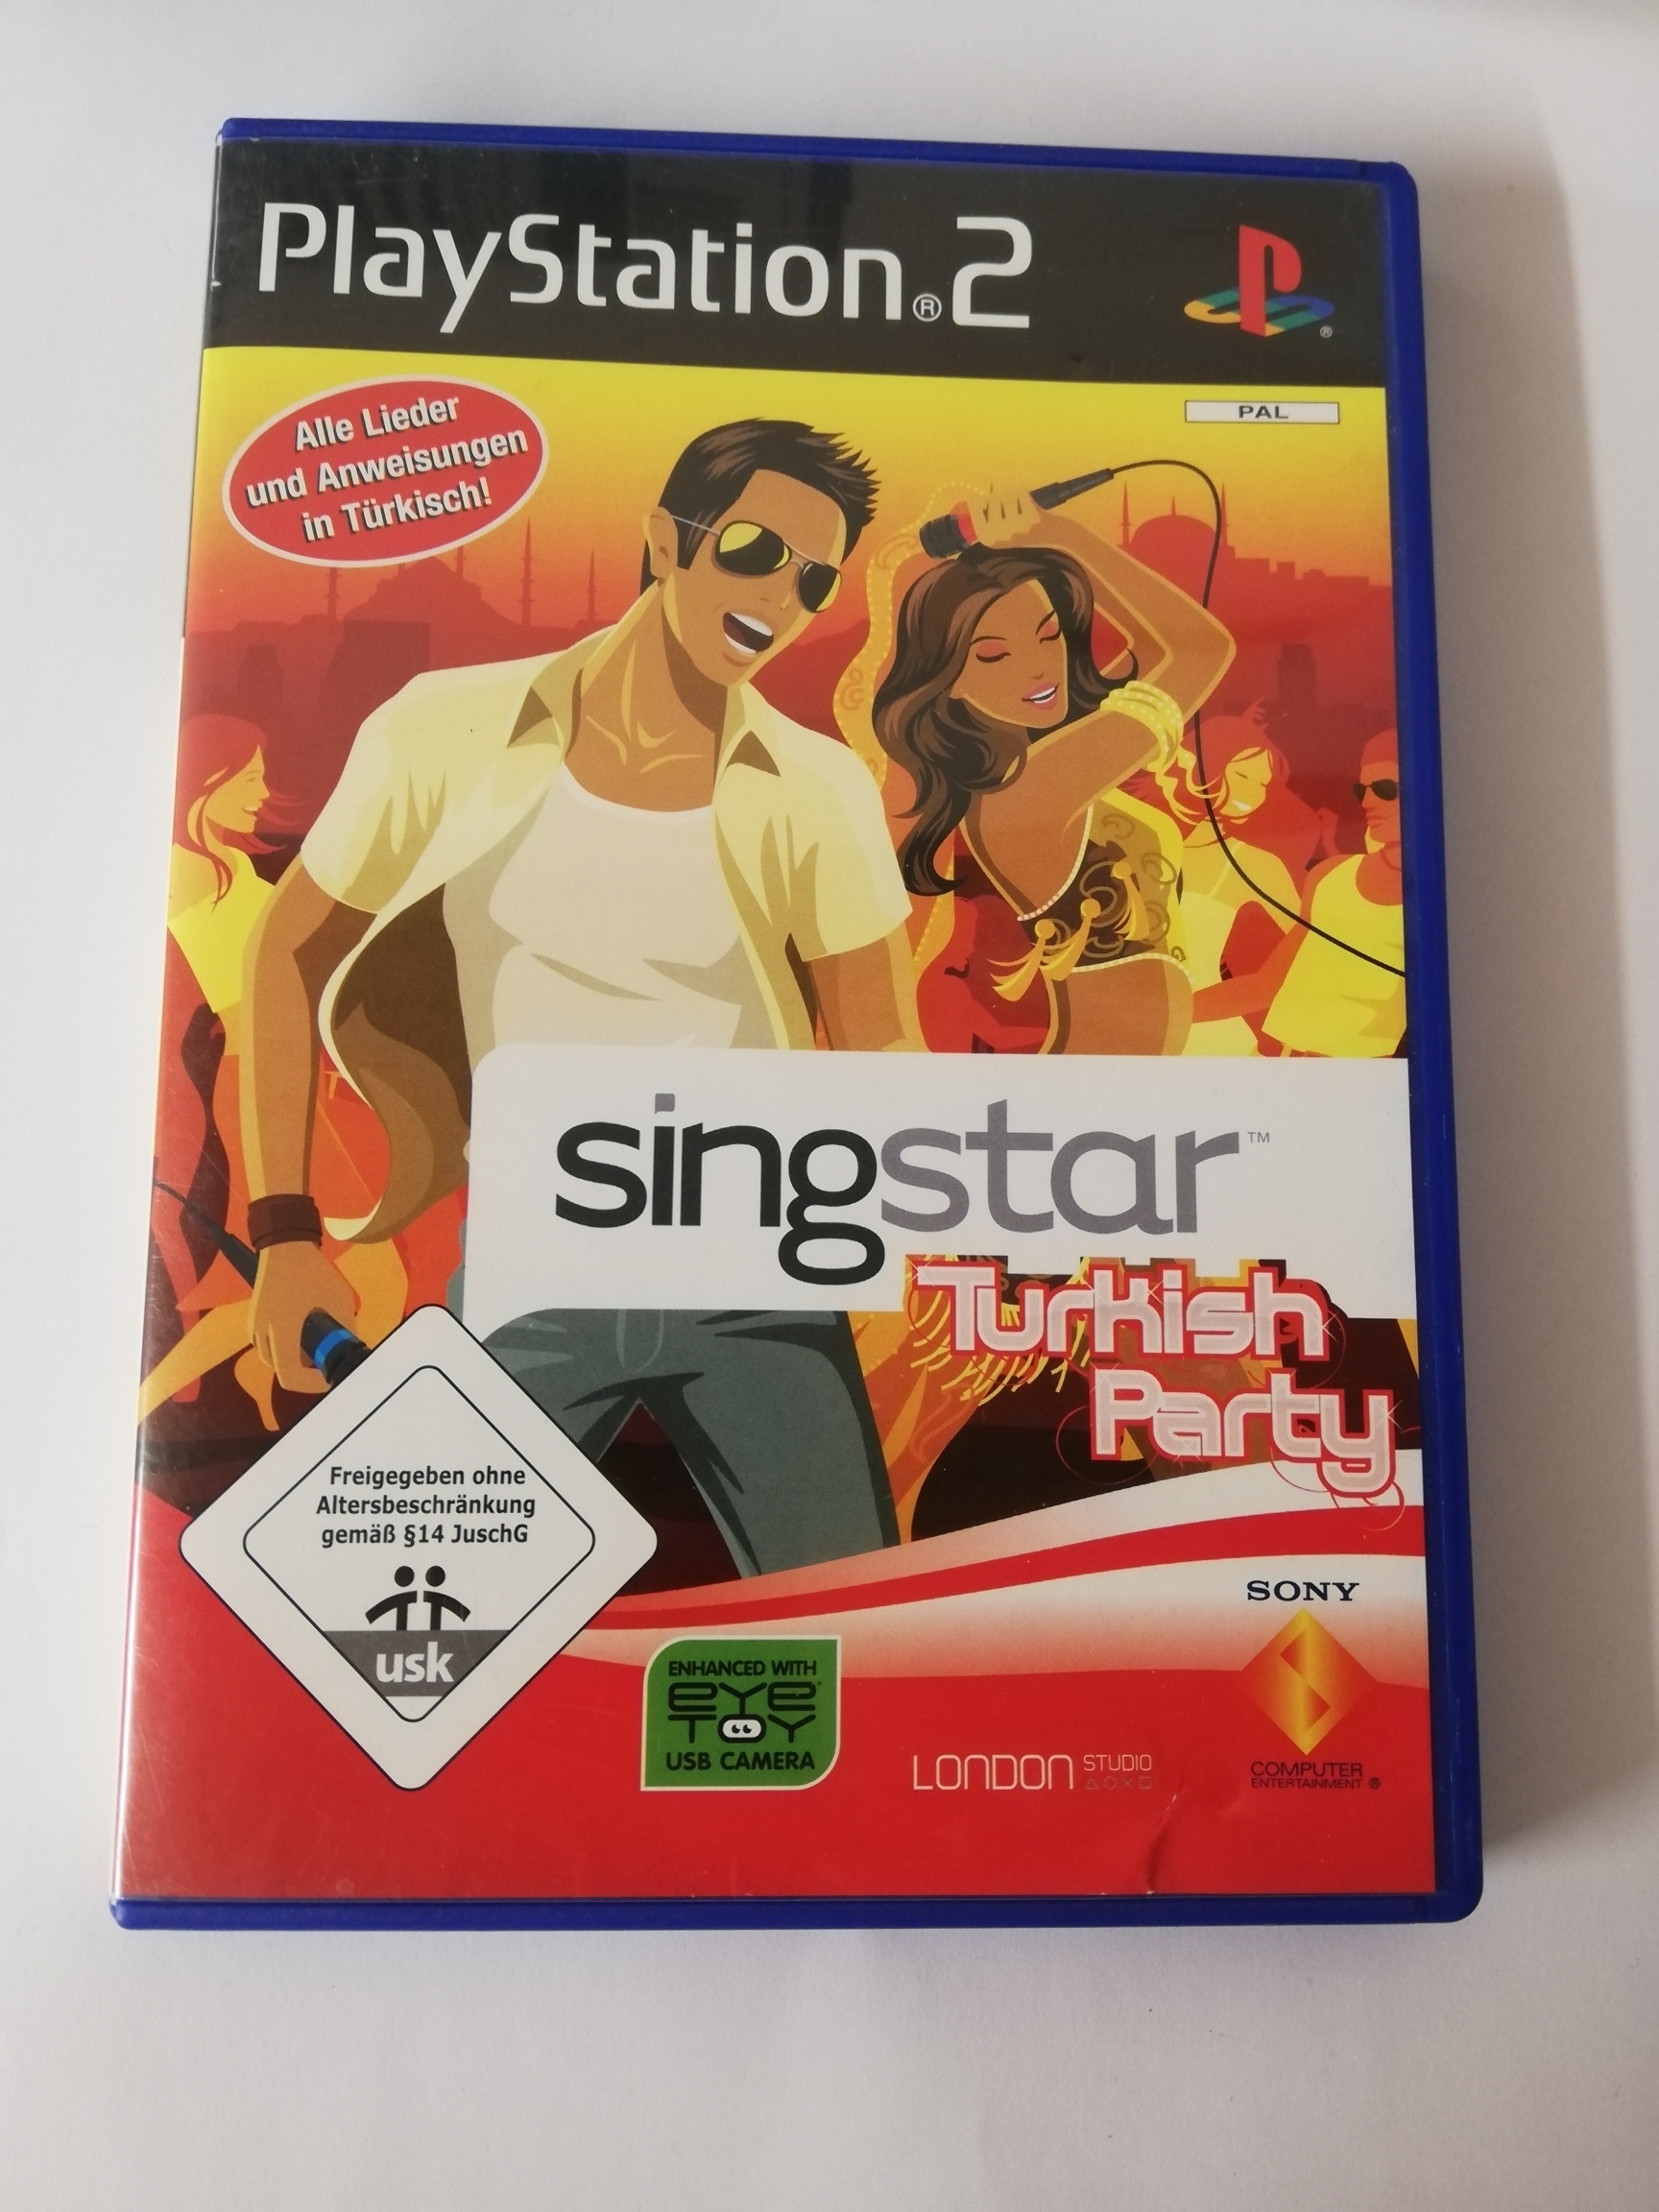 PlayStation®2
®
PAL
Alle Lieder
und Anweisungen
in Türkisch!
singstar™
Turkish
Party
Freigegeben ohne
Altersbeschränkung
gemäß §14 JuschG
usk
ENHANCED WITH
EYE
TOY
USB CAMERA
LONDON STUDIO
SONY
COMPUTER
ENTERTAINMENT ®